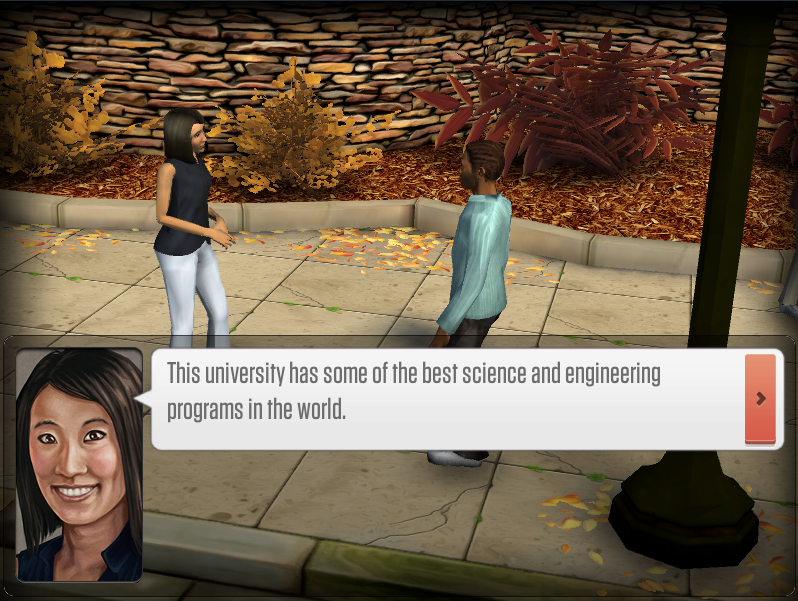 This university has some of the best science and engineering
programs in the world.